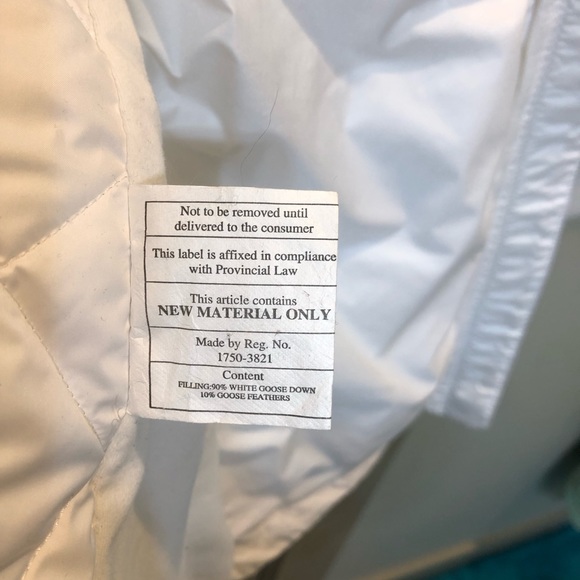 Not to be removed until
delivered to the consumer
This label is affixed in compliance
with Provincial Law
This article contains
NEW MATERIAL ONLY
Made by Reg. No.
1750-3821
Content
FILLING:90% WHITE GOOSE DOWN
10% GOOSE FEATHERS